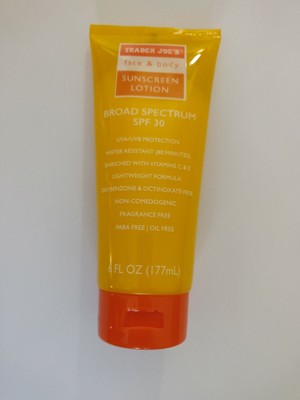 TRADER JOE'S
face & body
SUNSCREEN
LOTION
BROAD SPECTRUM
SPF 30
UVA/UVB PROTECTION
WATER RESISTANT (80 MINUTES)
ENRICHED WITH VITAMINS C & E
LIGHTWEIGHT FORMULA
OXYBENZONE & OCTINOXATE FREE
NON-COMEDOGENIC
FRAGRANCE FREE
PABA FREE | OIL FREE
6 FL OZ (177mL)